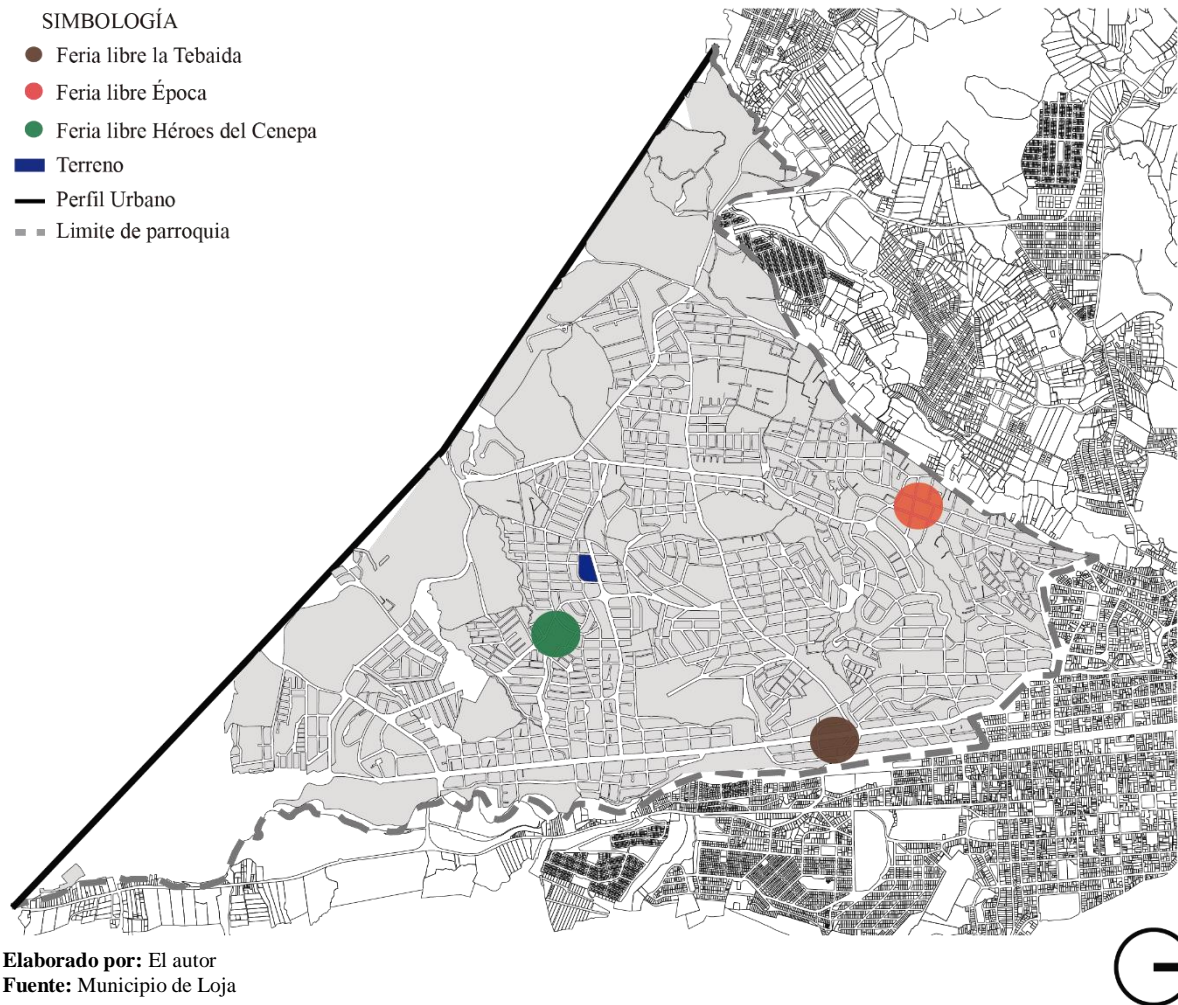 SIMBOLOGÍA
Feria libre la Tebaida
Feria libre Época
Feria libre Héroes del Cenepa
Terreno
Perfil Urbano
Limite de parroquia
Elaborado por: El autor
Fuente: Municipio de Loja